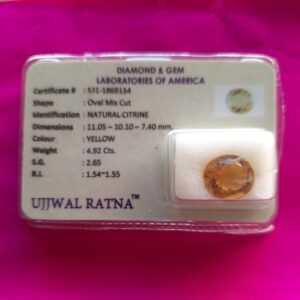 DIAMOND & GEM
LABORATORIES OF AMERICA
Certificate # : M1-1869134
Shape : Oval Mix Cut
Identification : NATURAL CITRINE
Dimensions : 11.05 - 10.10 - 7.40 mm.
Colour : YELLOW
Weight : 4.92 Cts.
S.G. : 2.65
R.I. : 1.54~1.55
UJJWAL RATNA™